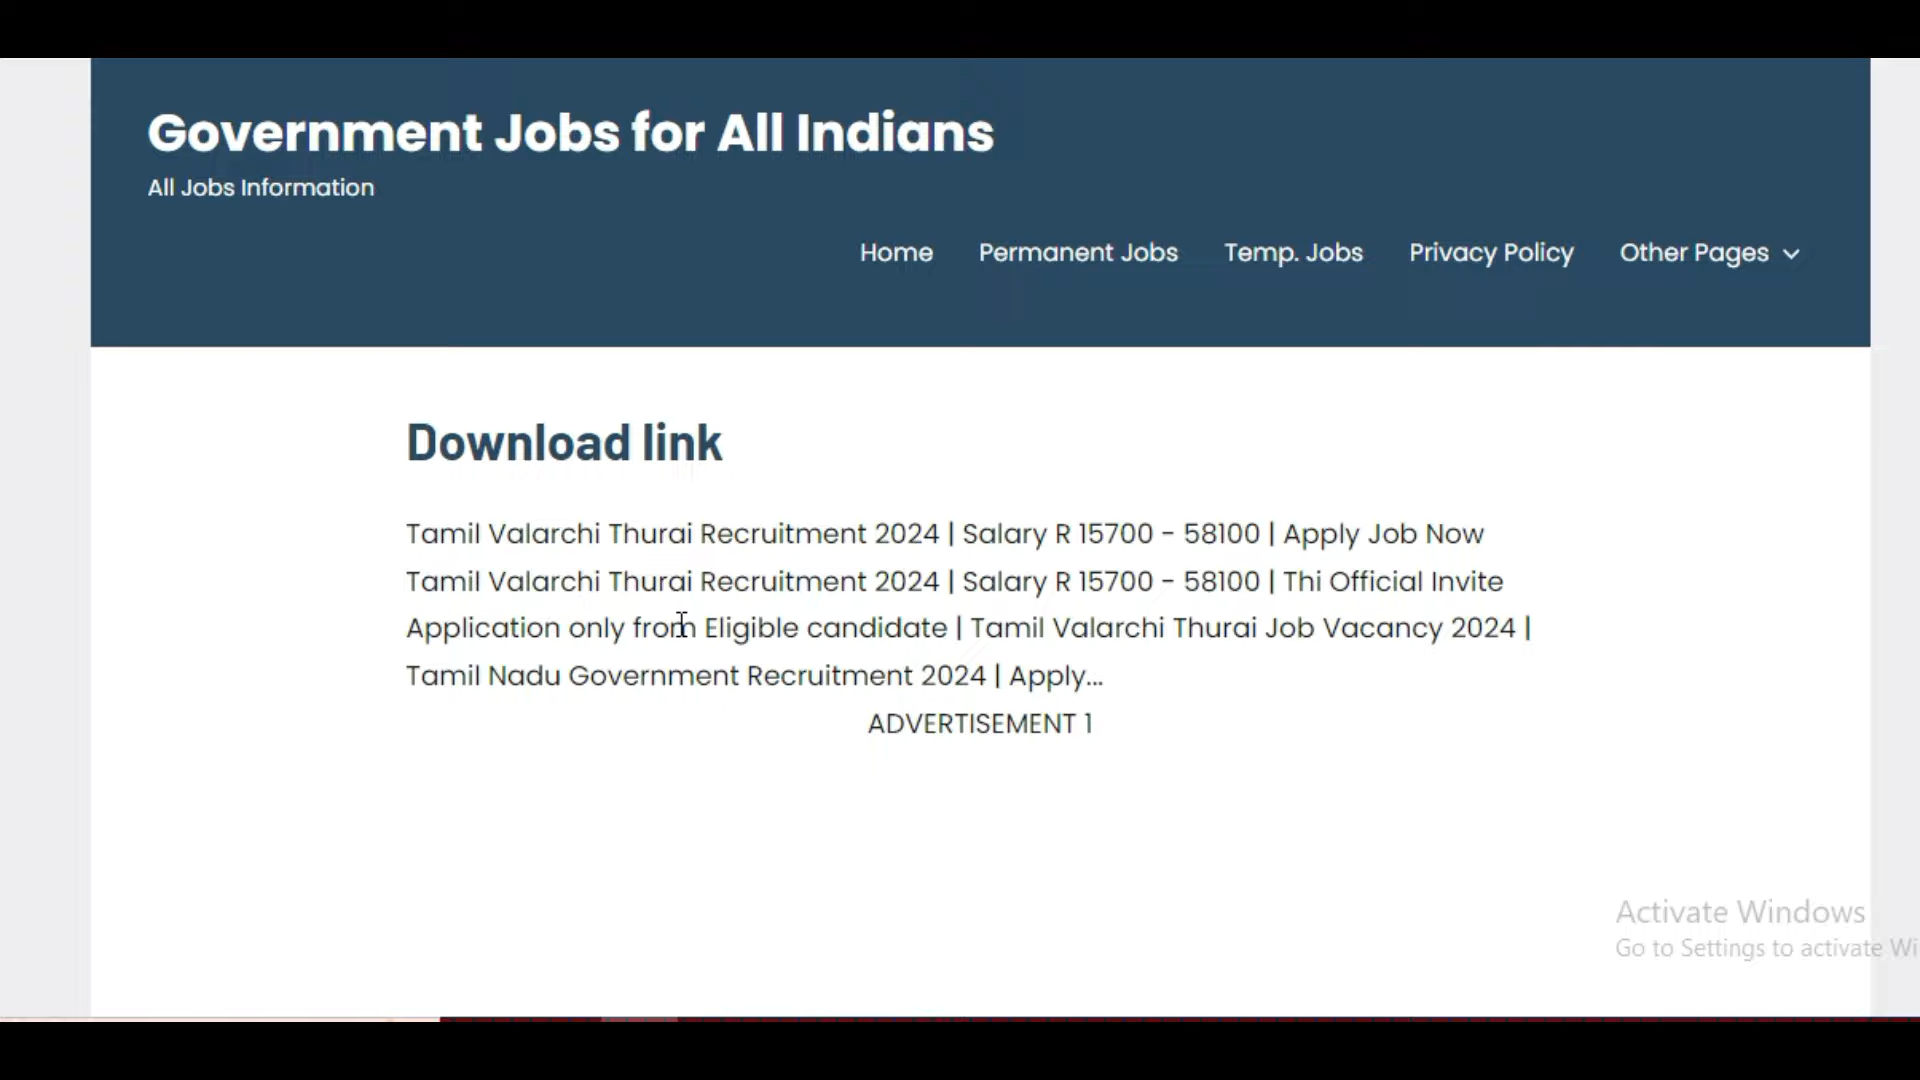 Government Jobs for All Indians
All Jobs Information
Home Permanent Jobs Temp. Jobs Privacy Policy Other Pages
Download link
Tamil Valarchi Thurai Recruitment 2024 | Salary R 15700 - 58100 | Apply Job Now
Tamil Valarchi Thurai Recruitment 2024 | Salary R 15700 - 58100 | Thi Official Invite
Application only from Eligible candidate | Tamil Valarchi Thurai Job Vacancy 2024 |
Tamil Nadu Government Recruitment 2024 | Apply...
ADVERTISEMENT 1
Activate Windows
Go to Settings to activate Wi